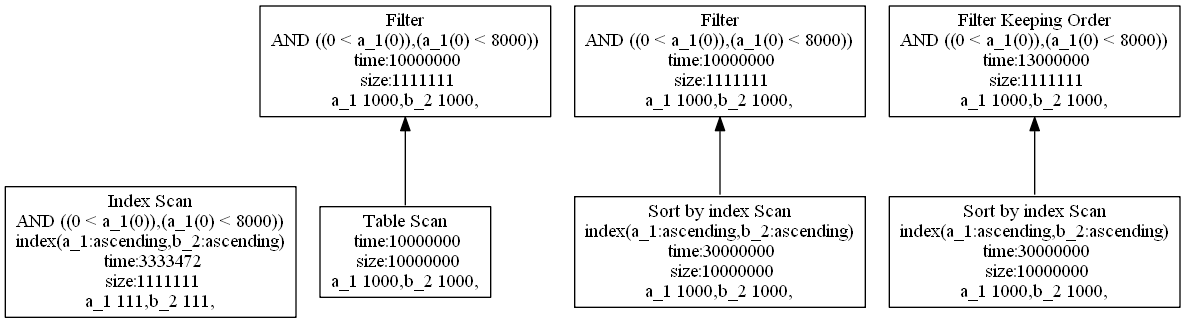 Filter
AND ((0 < a_1(0)),(a_1(0) < 8000))
time:10000000
size:1111111
a_1 1000,b_2 1000,
Filter
AND ((0 < a_1(0)),(a_1(0) < 8000))
time:10000000
size:1111111
a_1 1000,b_2 1000,
Filter Keeping Order
AND ((0 < a_1(0)),(a_1(0) < 8000))
time:13000000
size:1111111
a_1 1000,b_2 1000,
Index Scan
AND ((0 < a_1(0)),(a_1(0) < 8000))
index(a_1:ascending,b_2:ascending)
time:3333472
size:1111111
a_1 111,b_2 111,
Table Scan
time:10000000
size:10000000
a_1 1000,b_2 1000,
Sort by index Scan
index(a_1:ascending,b_2:ascending)
time:30000000
size:10000000
a_1 1000,b_2 1000,
Sort by index Scan
index(a_1:ascending,b_2:ascending)
time:30000000
size:10000000
a_1 1000,b_2 1000,